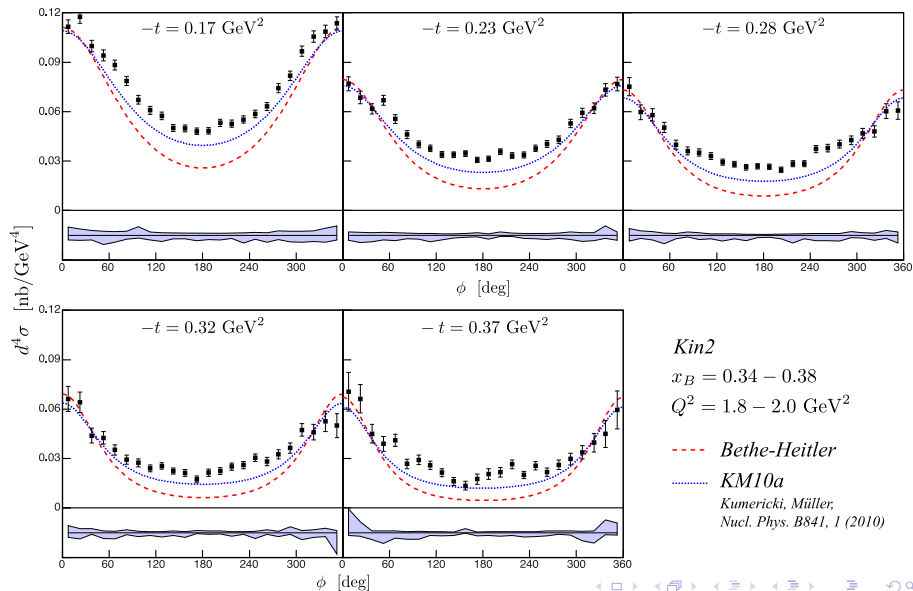 −t = 0.17 GeV²
−t = 0.23 GeV²
−t = 0.28 GeV²
0.12
0.09
0.06
0.03
0
0 60 120 180 240 300 0 60 120 180 240 300 0 60 120 180 240 300 360
ϕ [deg]
ϕ [deg]
d⁴σ [nb/GeV⁴]
−t = 0.32 GeV²
− t = 0.37 GeV²
0.12
0.09
0.06
0.03
0
0 60 120 180 240 300 0 60 120 180 240 300 360
ϕ [deg]
Kin2
x_B = 0.34 − 0.38
Q² = 1.8 − 2.0 GeV²
Bethe-Heitler
KM10a
Kumericki, Müller,
Nucl. Phys. B841, 1 (2010)